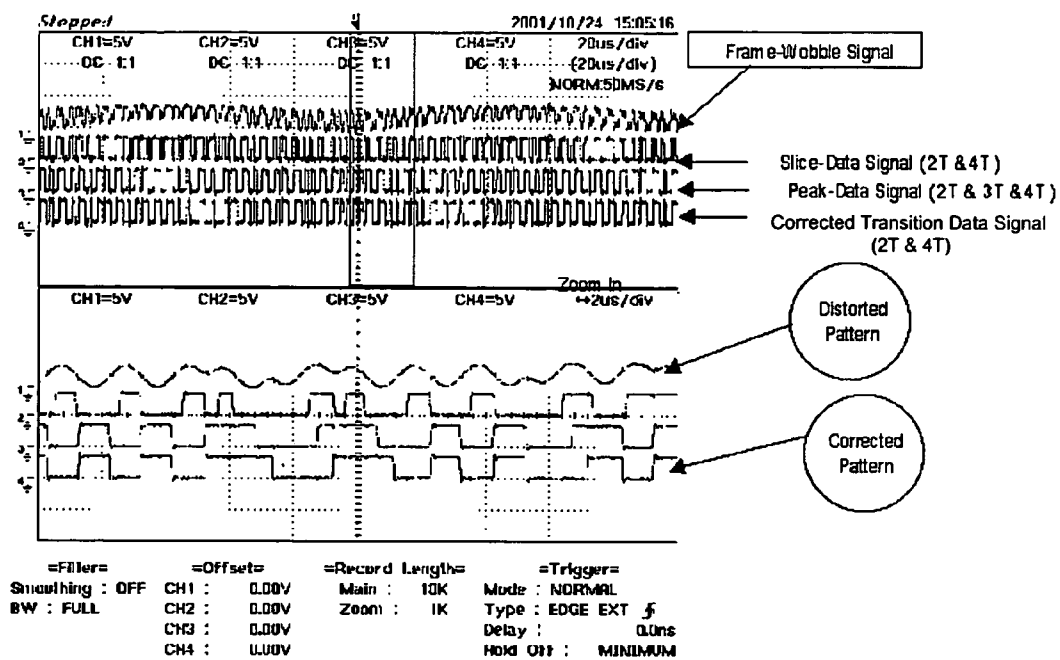 Stopped 2001/10/24 15:05:16
CH1=5V CH2=5V CH3=5V CH4=5V 20us/div
DC 1:1 DC 1:1 DC 1:1 DC 1:1 (20us/div)
NORM:50MS/s
Frame-Wobble Signal
Slice-Data Signal (2T &4T)
Peak-Data Signal (2T & 3T &4T )
Corrected Transition Data Signal
(2T & 4T)
Zoom In
CH1=5V CH2=5V CH3=5V CH4=5V ↔2us/div
Distorted
Pattern
1
2
3
4
Corrected
Pattern
=Filter= =Offset= =Record Length= =Trigger=
Smoothing : OFF CH1 : 0.00V Main : 10K Mode : NORMAL
BW : FULL CH2 : 0.00V Zoom : 1K Type : EDGE EXT
CH3 : 0.00V Delay : 0.0ns
CH4 : 0.00V Hold Off : MINIMUM